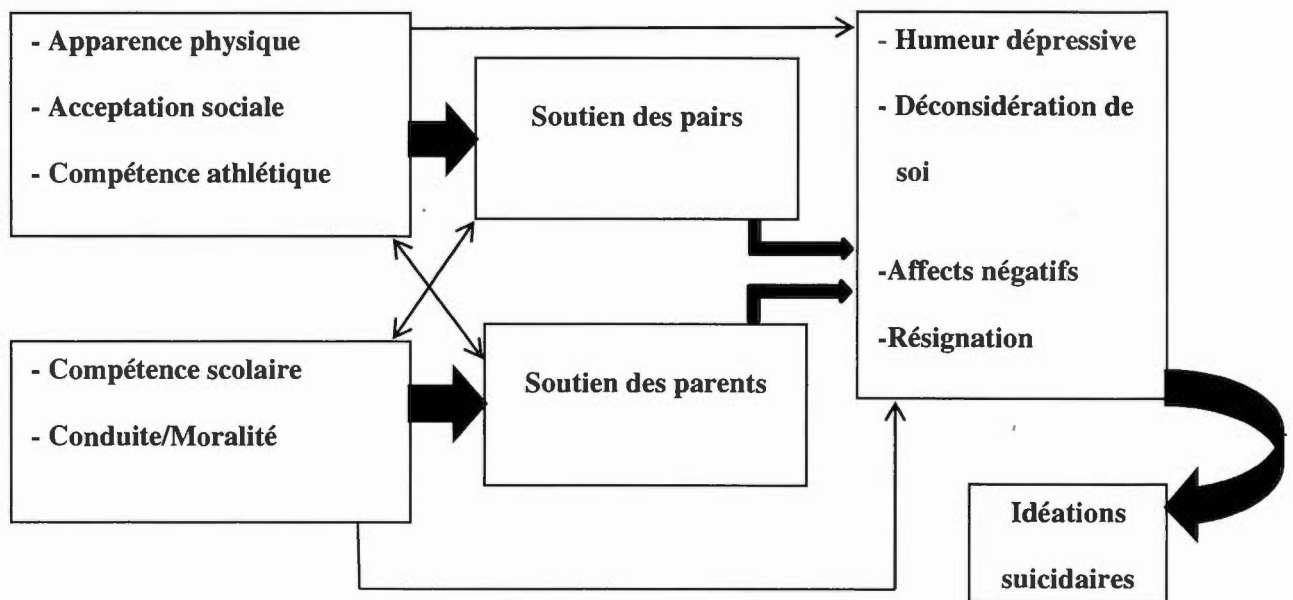 - Apparence physique
- Acceptation sociale
- Compétence athlétique
Soutien des pairs
- Humeur dépressive
- Déconsidération de
soi
-Affects négatifs
-Résignation
- Compétence scolaire
- Conduite/Moralité
Soutien des parents
Idéations
suicidaires